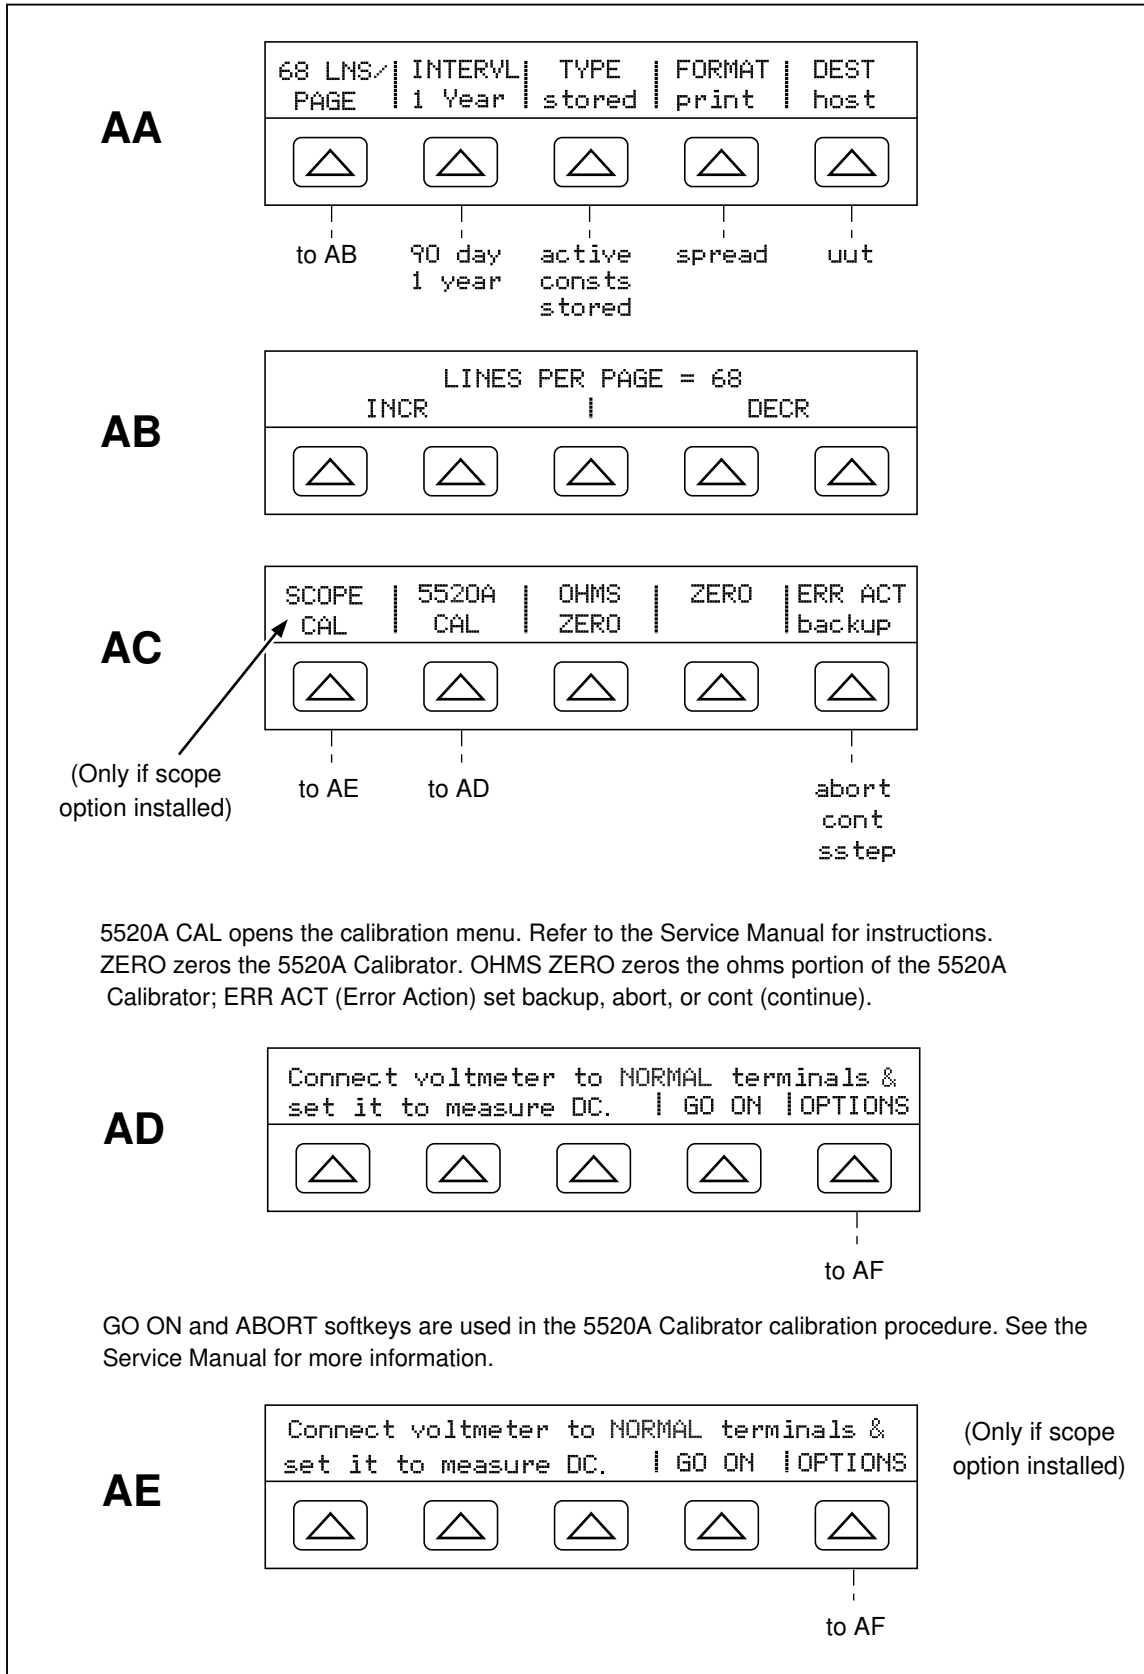 AA
68 LNS/ | INTERVL | TYPE | FORMAT | DEST
PAGE | 1 Year | stored | print | host
to AB 90 day active spread uut
1 year consts
stored
AB
LINES PER PAGE = 68
INCR | DECR
AC
SCOPE | 5520A | OHMS | ZERO | ERR ACT
CAL | CAL | ZERO | | backup
(Only if scope
option installed)
to AE to AD abort
cont
sstep
5520A CAL opens the calibration menu. Refer to the Service Manual for instructions.
ZERO zeros the 5520A Calibrator. OHMS ZERO zeros the ohms portion of the 5520A
Calibrator; ERR ACT (Error Action) set backup, abort, or cont (continue).
AD
Connect voltmeter to NORMAL terminals &
set it to measure DC. | GO ON | OPTIONS
to AF
GO ON and ABORT softkeys are used in the 5520A Calibrator calibration procedure. See the
Service Manual for more information.
AE
Connect voltmeter to NORMAL terminals &
set it to measure DC. | GO ON | OPTIONS
(Only if scope
option installed)
to AF